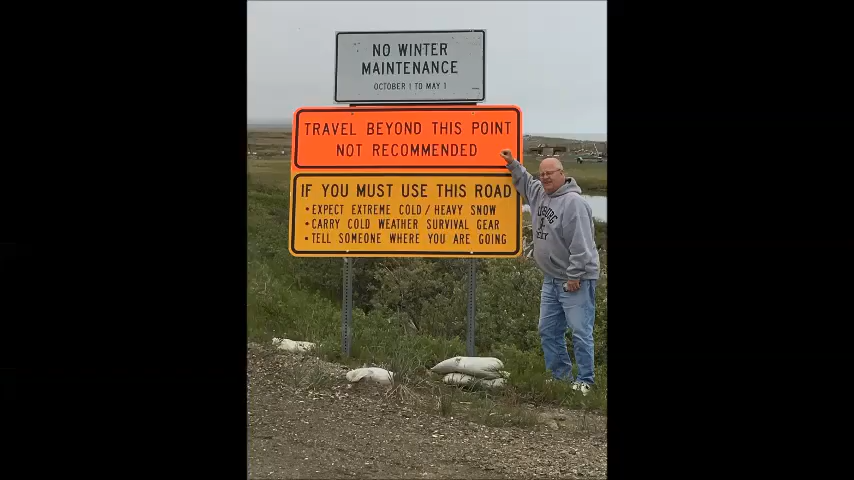 NO WINTER
MAINTENANCE
OCTOBER 1 TO MAY 1
TRAVEL BEYOND THIS POINT
NOT RECOMMENDED
IF YOU MUST USE THIS ROAD
•EXPECT EXTREME COLD/HEAVY SNOW
•CARRY COLD WEATHER SURVIVAL GEAR
•TELL SOMEONE WHERE YOU ARE GOING